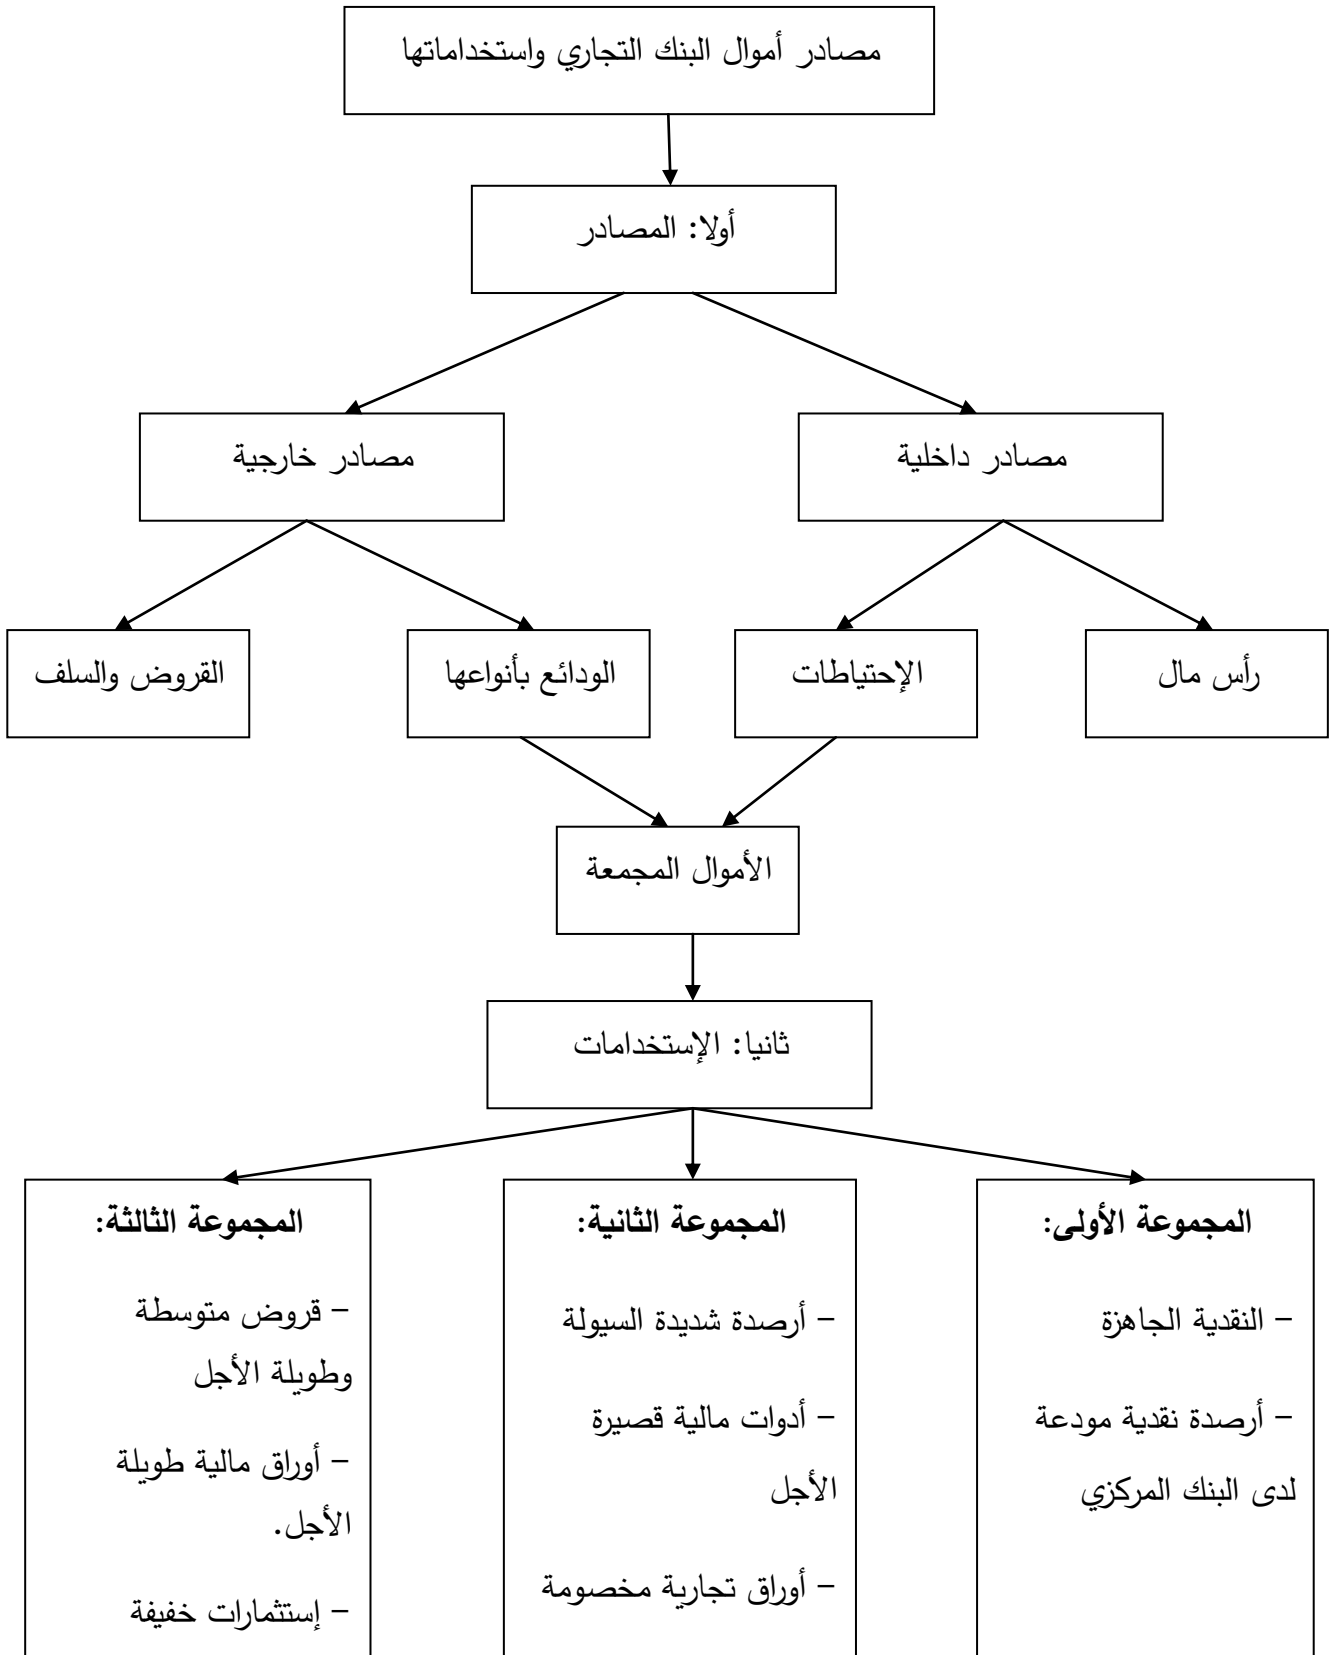 مصادر أموال البنك التجاري واستخداماتها
أولا: المصادر
مصادر داخلية
مصادر خارجية
رأس مال
الإحتياطات
الودائع بأنواعها
القروض والسلف
الأموال المجمعة
ثانيا: الإستخدامات
المجموعة الأولى:
– النقدية الجاهزة
– أرصدة نقدية مودعة
لدى البنك المركزي
المجموعة الثانية:
– أرصدة شديدة السيولة
– أدوات مالية قصيرة
الأجل
– أوراق تجارية مخصومة
المجموعة الثالثة:
– قروض متوسطة
وطويلة الأجل
– أوراق مالية طويلة
الأجل.
– إستثمارات خفيفة